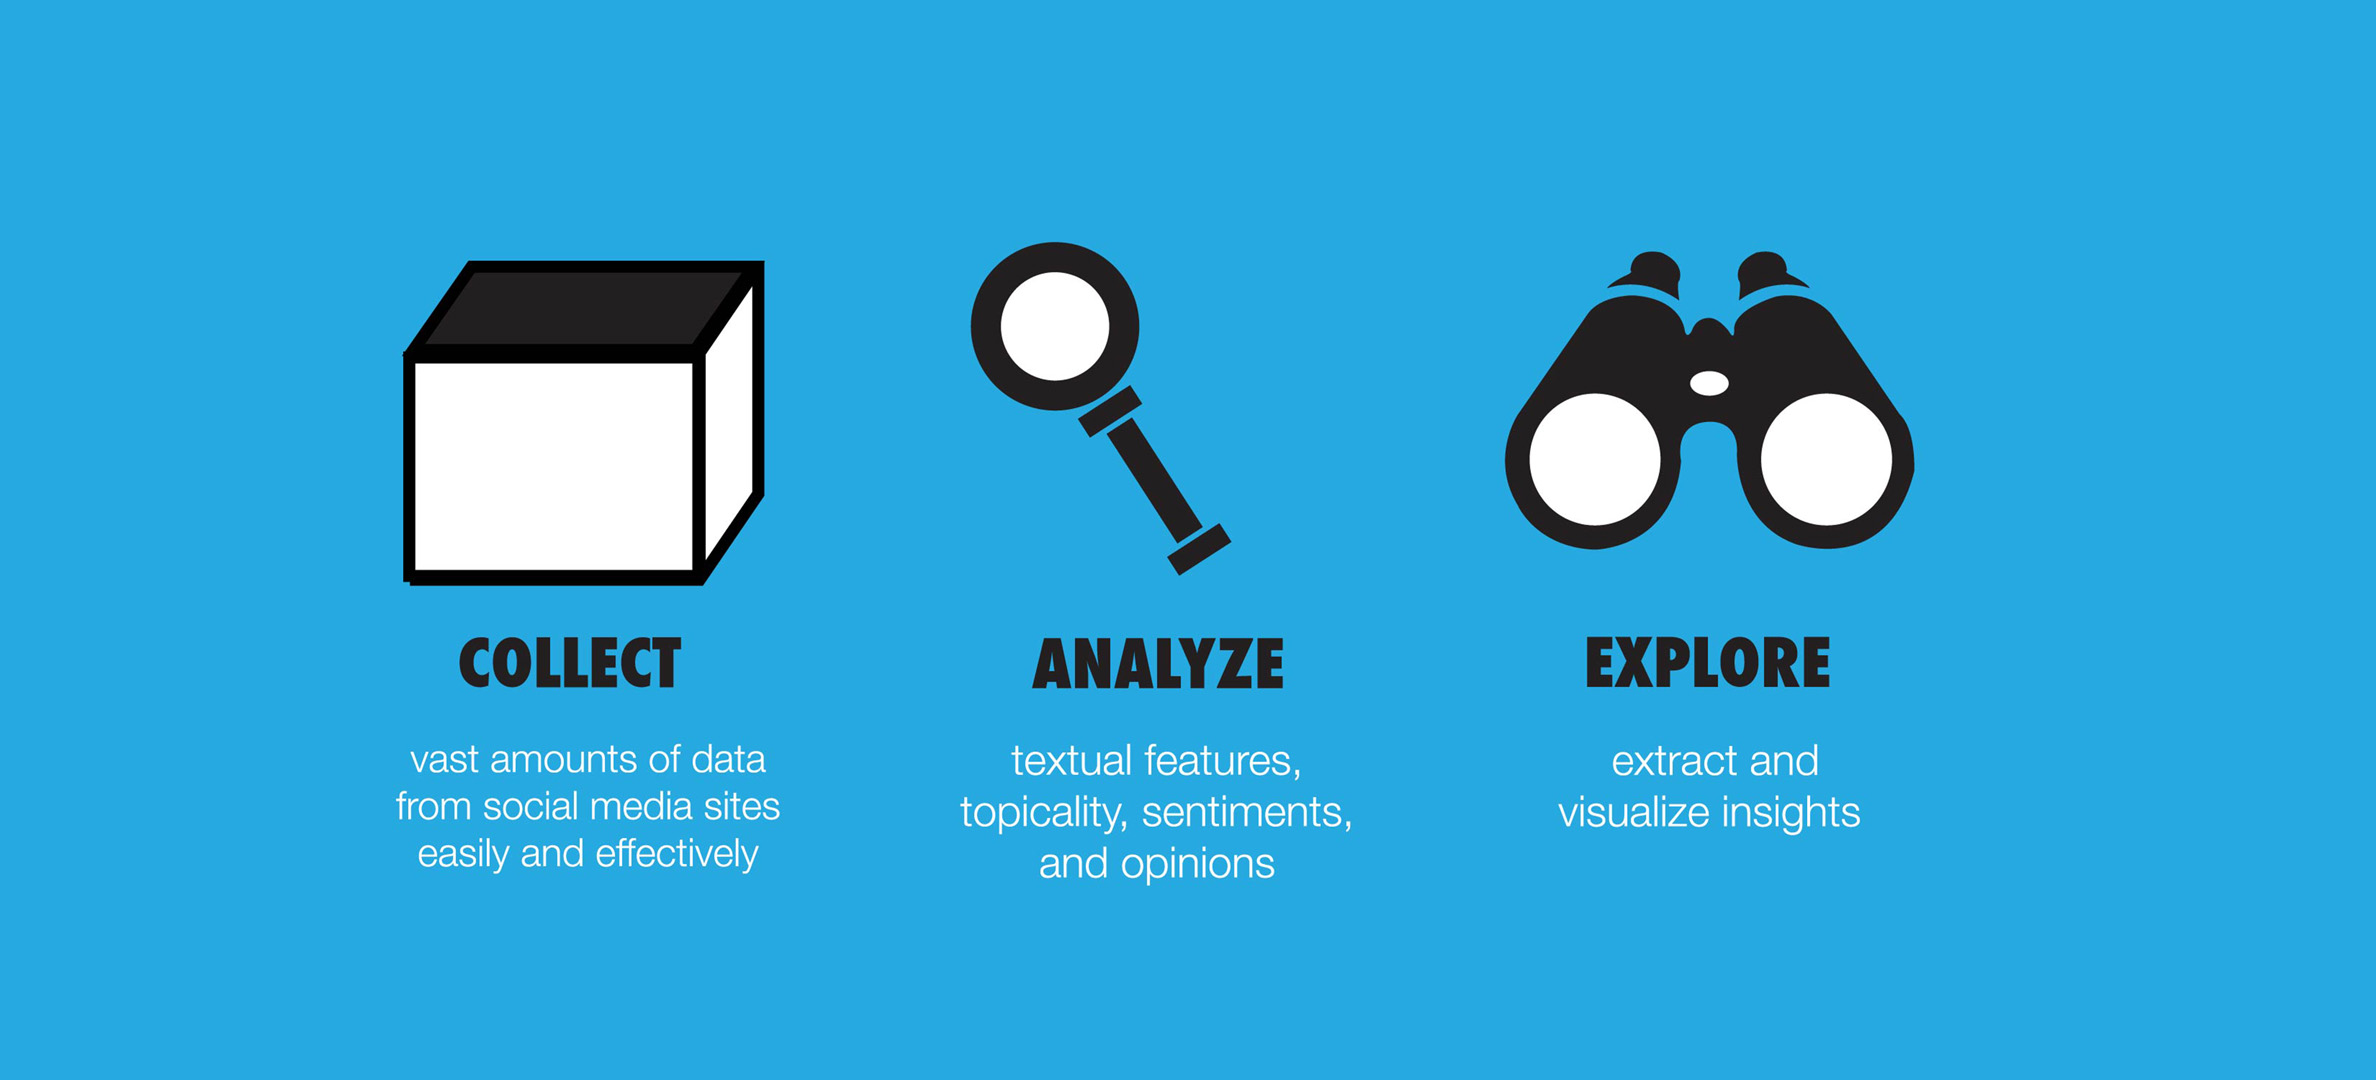 COLLECT
vast amounts of data
from social media sites
easily and effectively
ANALYZE
textual features,
topicality, sentiments,
and opinions
EXPLORE
extract and
visualize insights